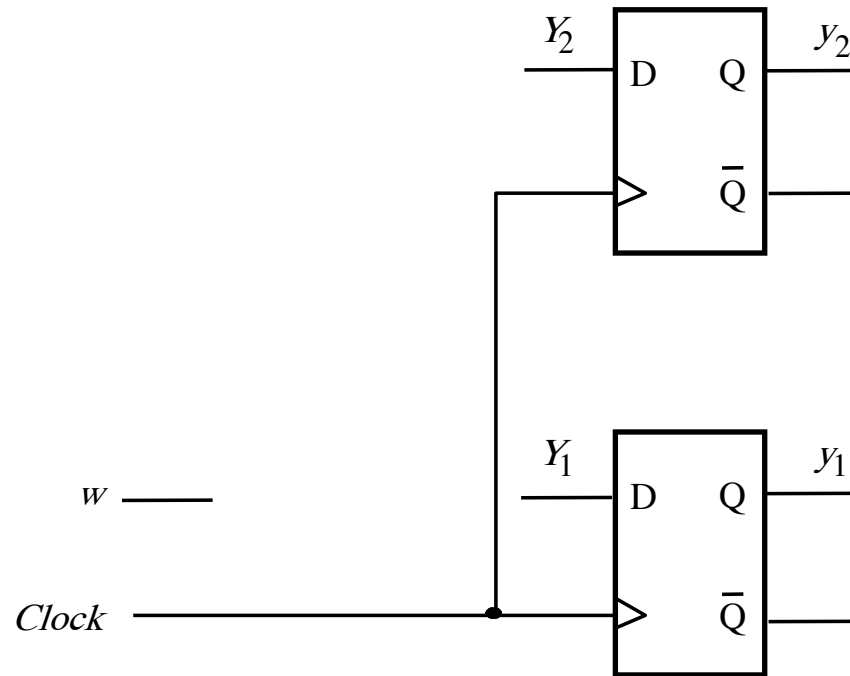 Y₂ y₂
D Q
Q̅
Y₁ y₁
w D Q
Clock Q̅